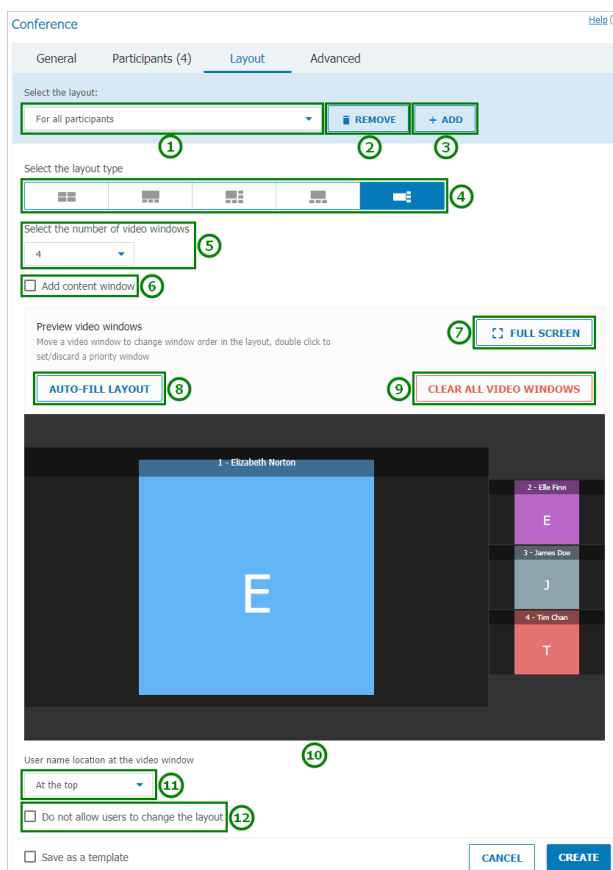 Conference
Help
General Participants (4) Layout Advanced
Select the layout:
For all participants REMOVE + ADD
1 2 3
Select the layout type
4
Select the number of video windows
4 5
Add content window 6
Preview video windows
Move a video window to change window order in the layout, double click to
set/discard a priority window
7 FULL SCREEN
AUTO-FILL LAYOUT 8 9 CLEAR ALL VIDEO WINDOWS
1 - Elizabeth Norton
E
2 - Elle Finn
E
3 - James Doe
J
4 - Tim Chan
T
10
User name location at the video window
At the top 11
Do not allow users to change the layout 12
Save as a template CANCEL CREATE